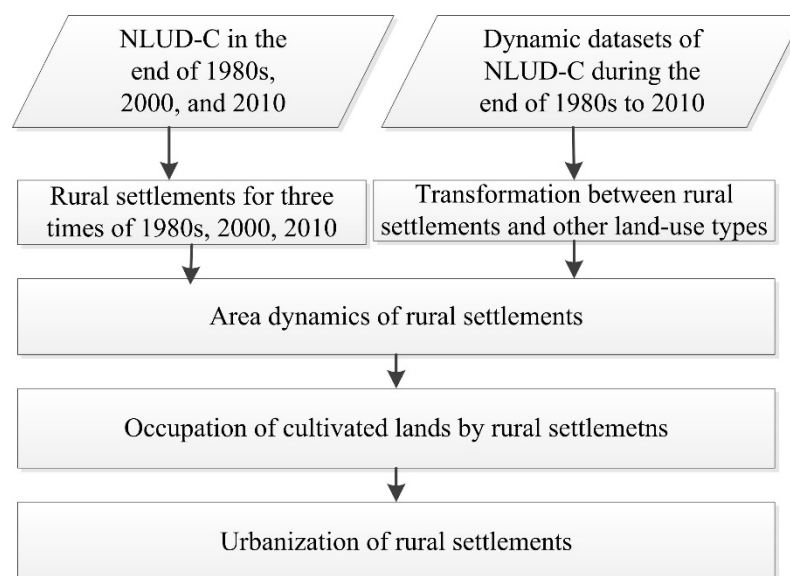 NLUD-C in the
end of 1980s,
2000, and 2010
Dynamic datasets of
NLUD-C during the
end of 1980s to 2010
Rural settlements for three
times of 1980s, 2000, 2010
Transformation between rural
settlements and other land-use types
Area dynamics of rural settlements
Occupation of cultivated lands by rural settlemetns
Urbanization of rural settlements